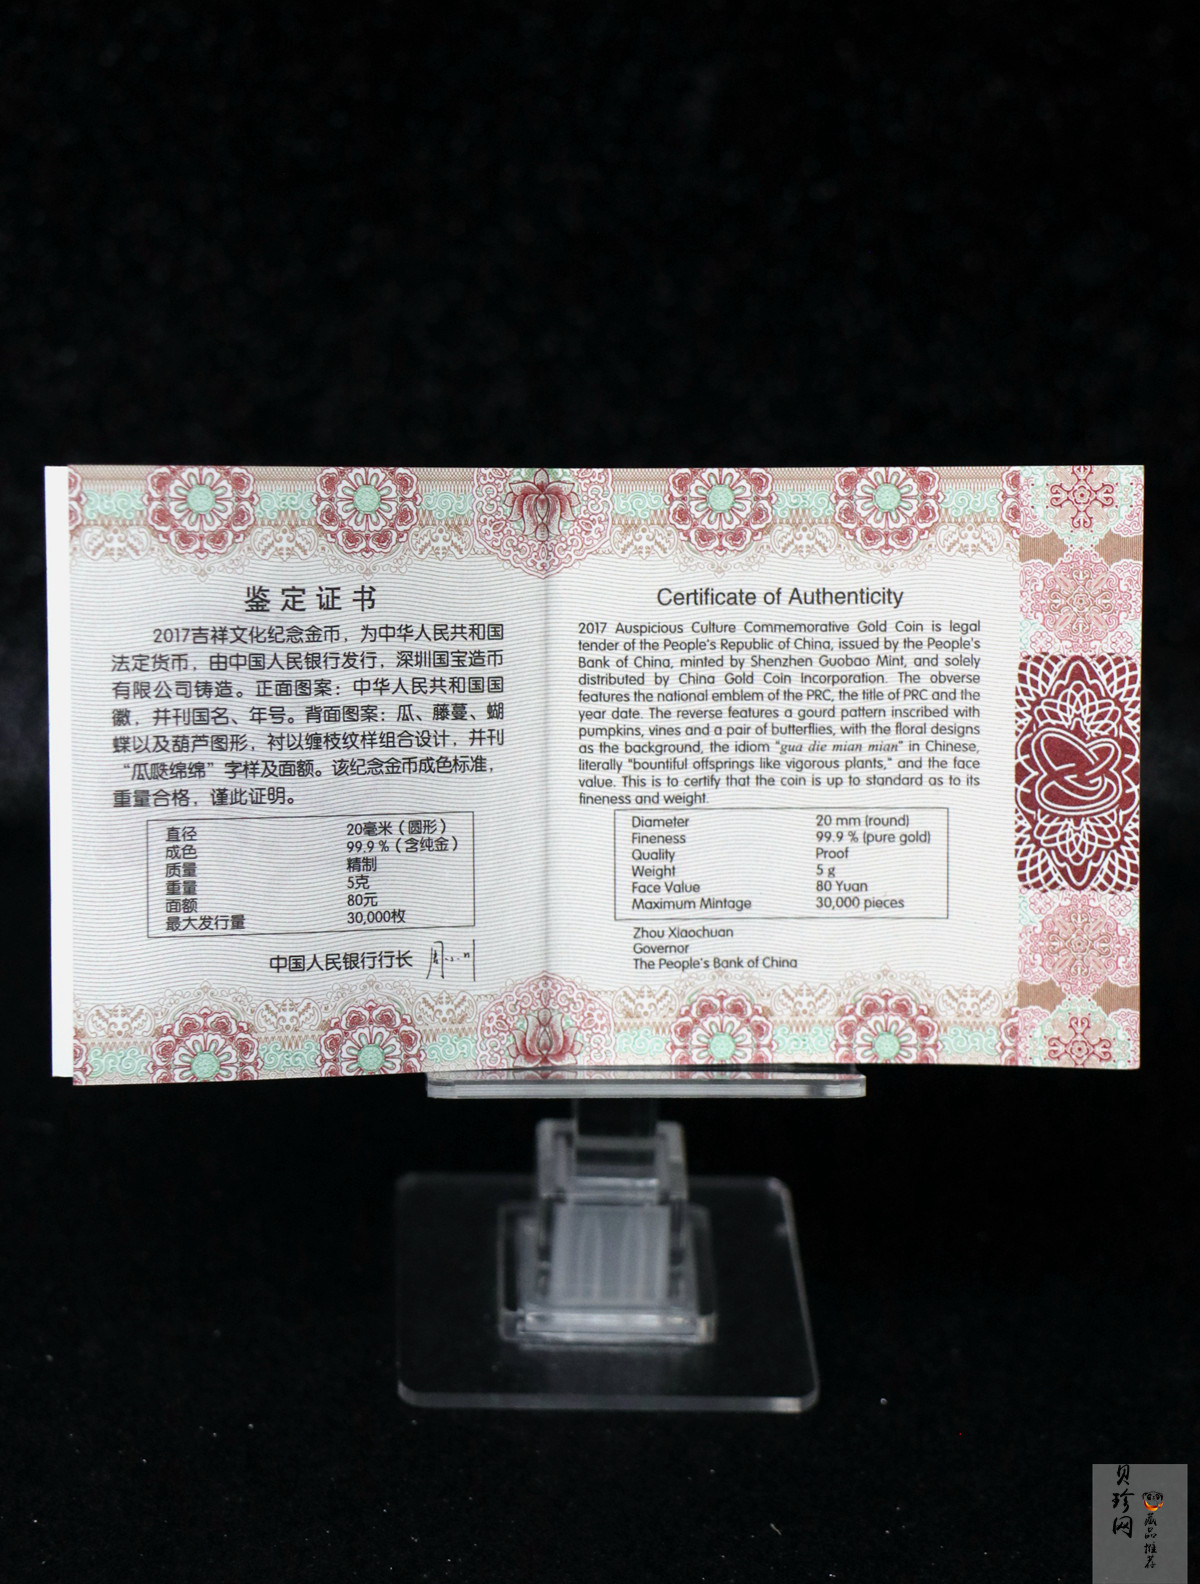 鉴定证书
2017吉祥文化纪念金币，为中华人民共和国
法定货币，由中国人民银行发行，深圳国宝造币
有限公司铸造。正面图案：中华人民共和国国
徽，并刊国名、年号。背面图案：瓜、藤蔓、蝴
蝶以及葫芦图形，衬以缠枝纹样组合设计，并刊
“瓜瓞绵绵”字样及面额。该纪念金币成色标准，
重量合格，谨此证明。
直径 20毫米（圆形）
成色 99.9％（含纯金）
质量 精制
重量 5克
面额 80元
最大发行量 30,000枚
中国人民银行行长
Certificate of Authenticity
2017 Auspicious Culture Commemorative Gold Coin is legal
tender of the People's Republic of China, issued by the People's
Bank of China, minted by Shenzhen Guobao Mint, and solely
distributed by China Gold Coin Incorporation. The obverse
features the national emblem of the PRC, the title of PRC and the
year date. The reverse features a gourd pattern inscribed with
pumpkins, vines and a pair of butterflies, with the floral designs
as the background, the idiom "gua die mian mian" in Chinese,
literally "bountiful offsprings like vigorous plants," and the face
value. This is to certify that the coin is up to standard as to its
fineness and weight.
Diameter 20 mm (round)
Fineness 99.9 % (pure gold)
Quality Proof
Weight 5 g
Face Value 80 Yuan
Maximum Mintage 30,000 pieces
Zhou Xiaochuan
Governor
The People's Bank of China
贝珍网
藏品推荐